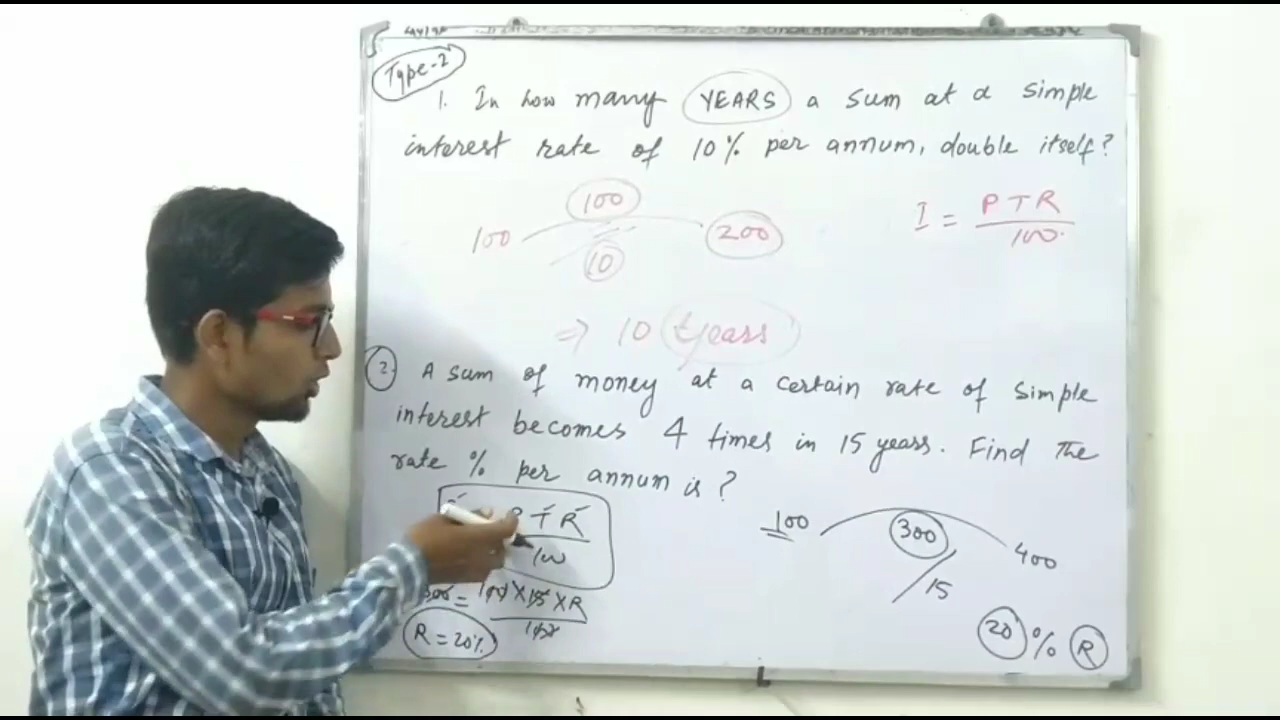 Type-2
1. In how many YEARS a sum at a simple
interest rate of 10% per annum, double itself?
100
100
200
10
I = P T R
100
⇒ 10 years
2. A sum of money at a certain rate of simple
interest becomes 4 times in 15 years. Find the
rate % per annum is?
P T R
100
100
300
400
15
= 100 × 15 × R
100
R = 20%
20 % R